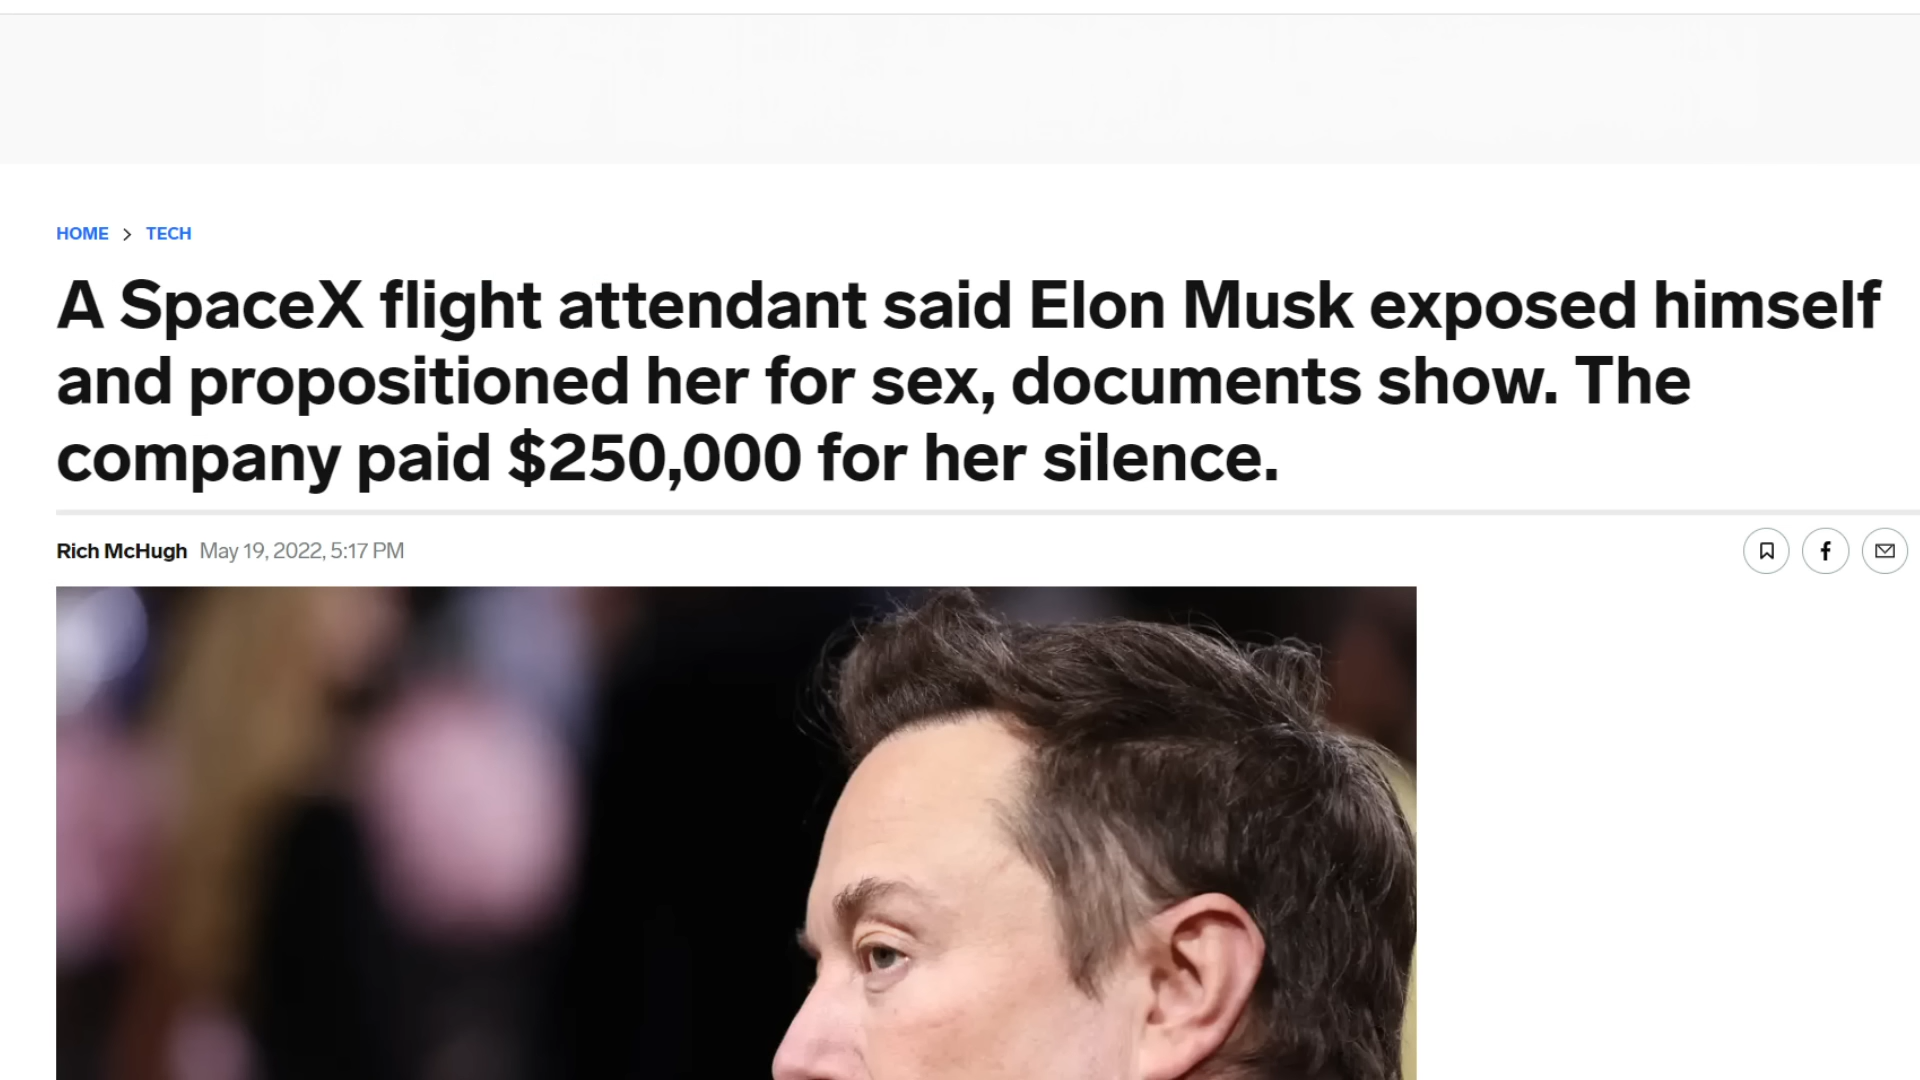 HOME > TECH
A SpaceX flight attendant said Elon Musk exposed himself
and propositioned her for sex, documents show. The
company paid $250,000 for her silence.
Rich McHugh May 19, 2022, 5:17 PM